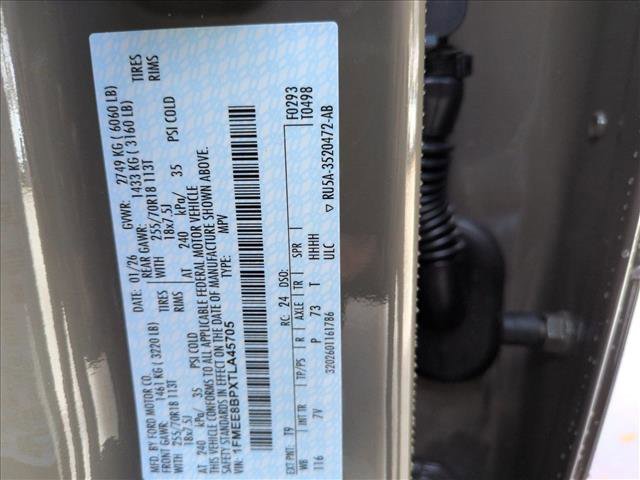 MFD. BY FORD MOTOR CO.
DATE: 01/26 GVWR: 2749 KG ( 6060 LB)
FRONT GAWR: 1461 KG ( 3220 LB) REAR GAWR: 1433 KG ( 3160 LB)
WITH 255/70R18 113T TIRES WITH 255/70R18 113T TIRES
18x7.5J RIMS 18x7.5J RIMS
AT 240 kPa/ 35 PSI COLD AT 240 kPa/ 35 PSI COLD
THIS VEHICLE CONFORMS TO ALL APPLICABLE FEDERAL MOTOR VEHICLE
SAFETY STANDARDS IN EFFECT ON THE DATE OF MANUFACTURE SHOWN ABOVE.
VIN: 1FMEE8BPXTLA45705 TYPE: MPV
F0293
T0498
EXT PNT: T9 RC: 24 DSO:
WB INT TR TP/PS R AXLE TR SPR
116 7V P 73 T HHHH
ULC ▽ RU5A-3520472-AB
3202601161786